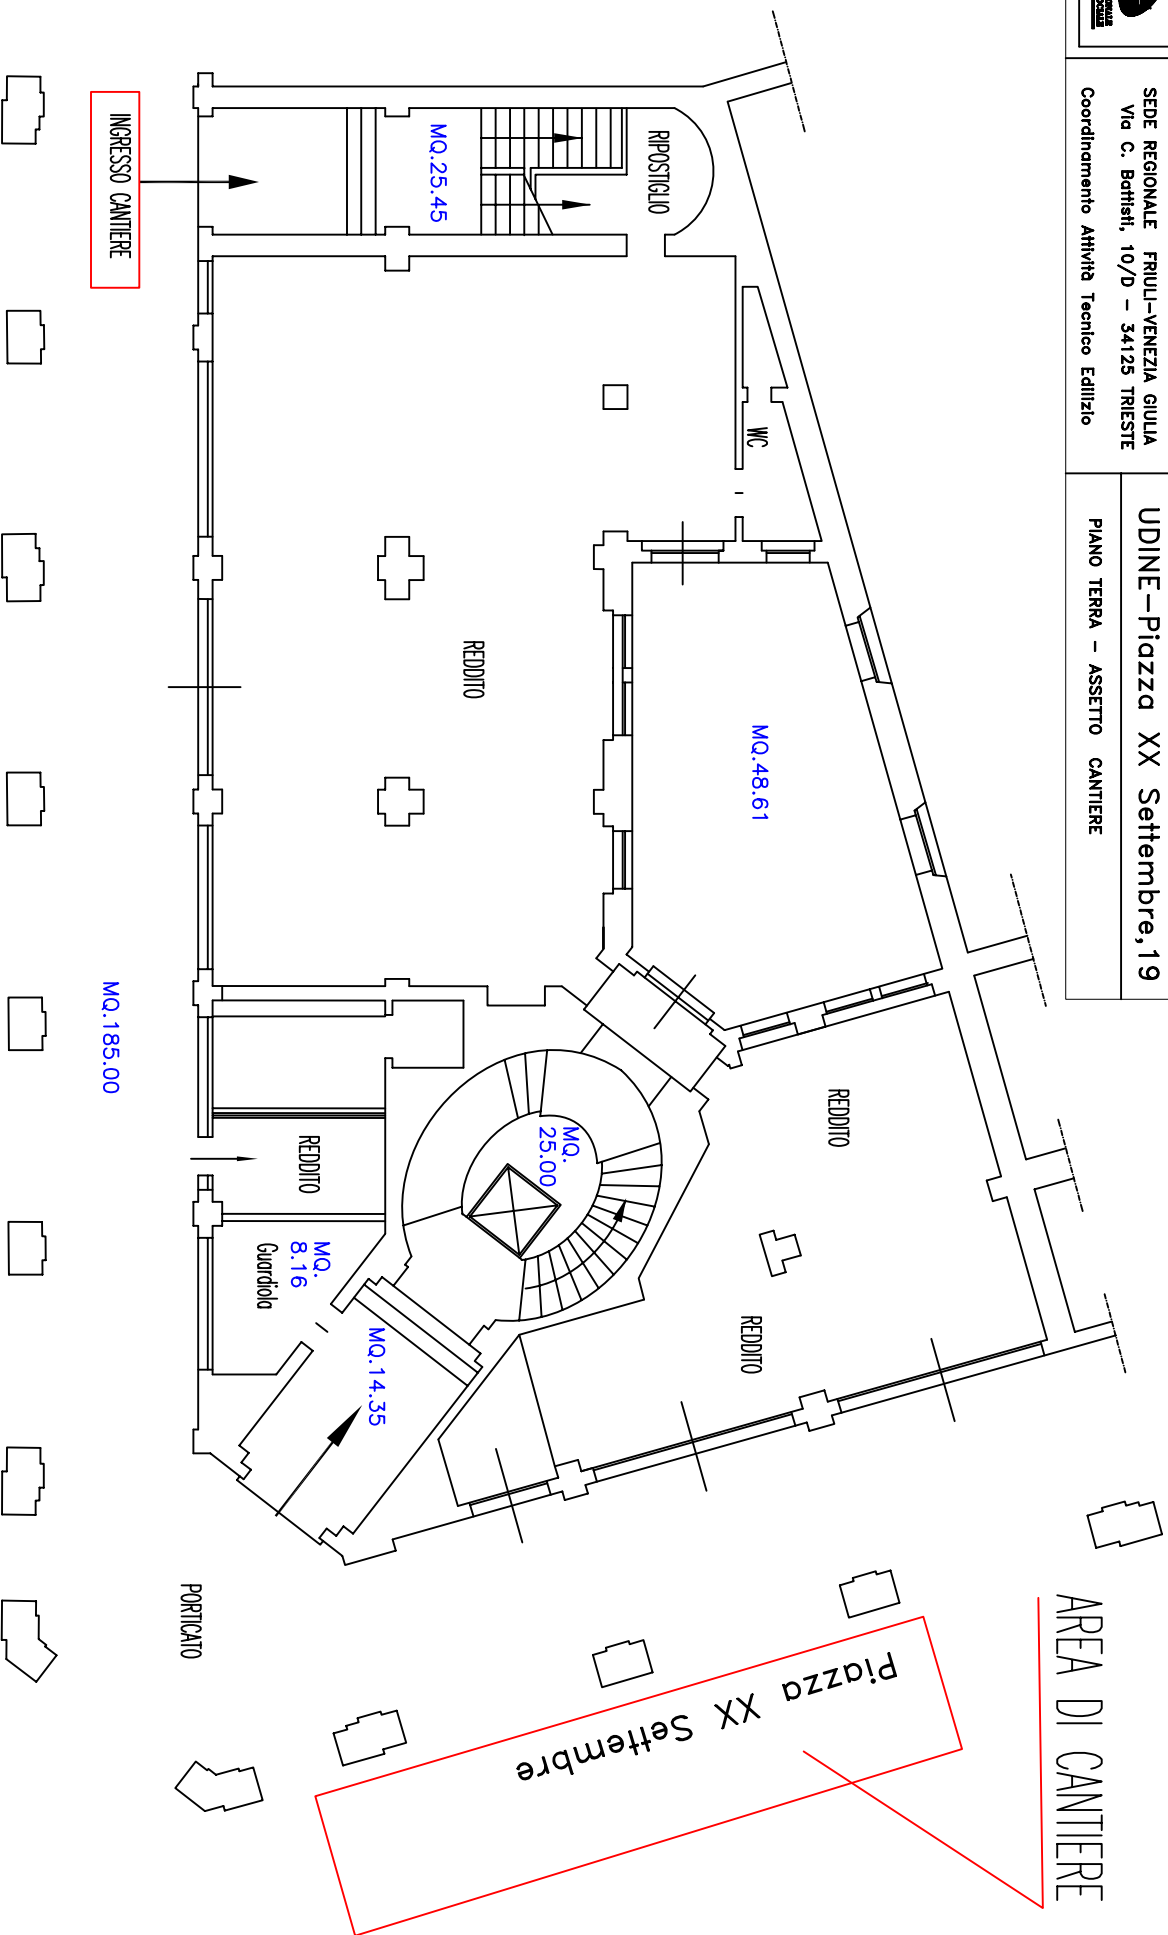 SEDE REGIONALE FRIULI-VENEZIA GIULIA
Via C. Battisti, 10/D - 34125 TRIESTE
Coordinamento Attività Tecnico Edilizio
UDINE-Piazza XX Settembre,19
PIANO TERRA - ASSETTO CANTIERE
RIPOSTIGLIO
MQ.25.45
INGRESSO CANTIERE
WC
REDDITO
MQ.48.61
MQ.185.00
REDDITO
MQ.
25.00
REDDITO
MQ.
8.16
Guardiola
REDDITO
MQ.14.35
PORTICATO
AREA DI CANTIERE
Piazza XX Settembre